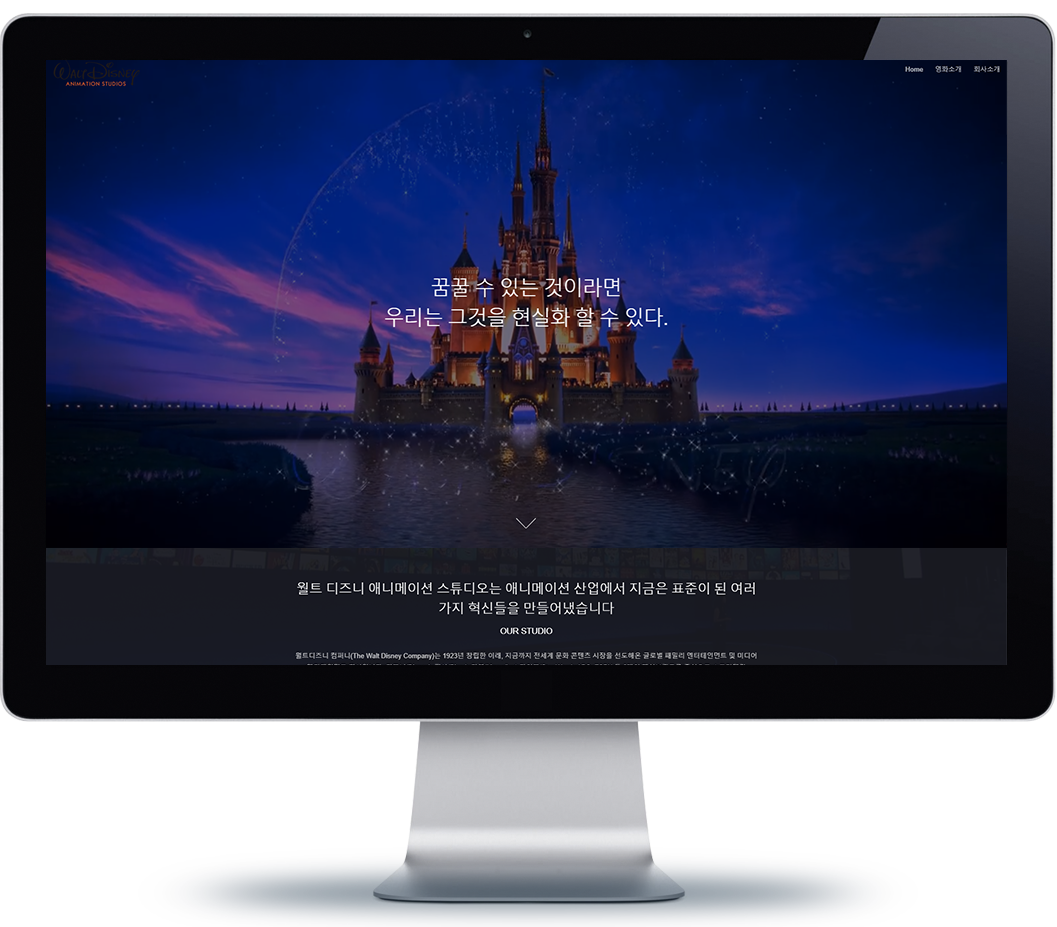 Walt Disney
ANIMATION STUDIOS
Home 영화소개 회사소개
꿈꿀 수 있는 것이라면
우리는 그것을 현실화 할 수 있다.
월트 디즈니 애니메이션 스튜디오는 애니메이션 산업에서 지금은 표준이 된 여러
가지 혁신들을 만들어냈습니다
OUR STUDIO
월트디즈니 컴퍼니(The Walt Disney Company)는 1923년 창립한 이래, 지금까지 전세계 문화 콘텐츠 시장을 선도해온 글로벌 패밀리 엔터테인먼트 및 미디어